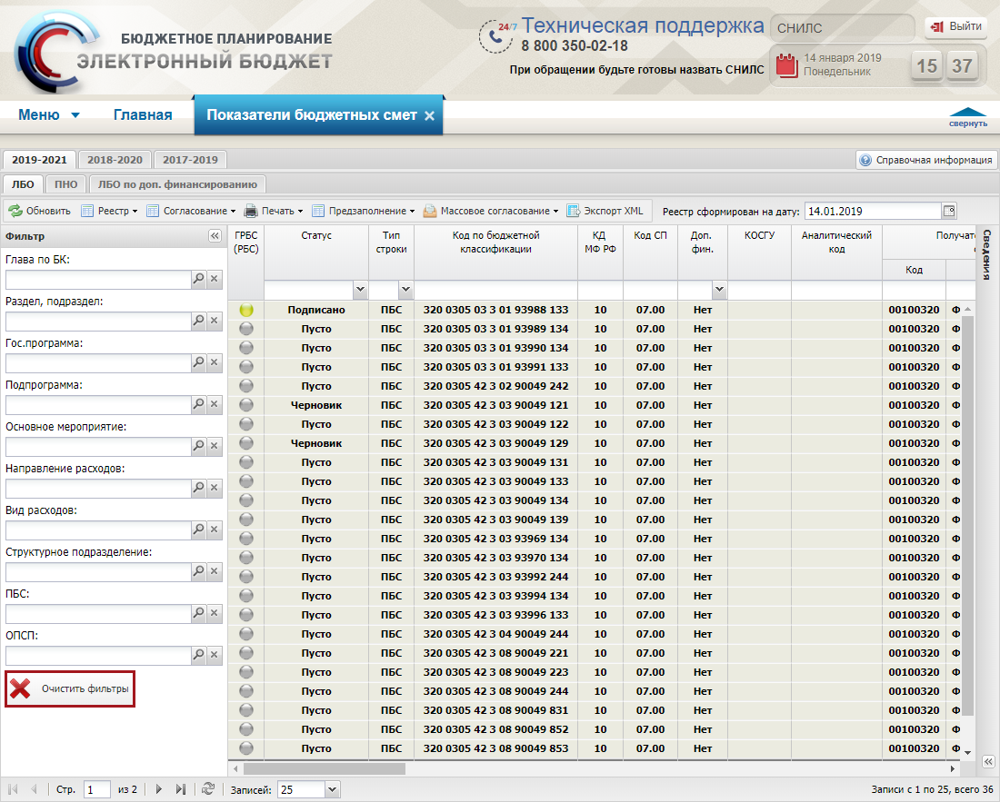 БЮДЖЕТНОЕ ПЛАНИРОВАНИЕ
ЭЛЕКТРОННЫЙ БЮДЖЕТ
24/7 Техническая поддержка
8 800 350-02-18
При обращении будьте готовы назвать СНИЛС
СНИЛС
Выйти
14 января 2019
Понедельник
15 37
Меню Главная Показатели бюджетных смет
свернуть
2019-2021 2018-2020 2017-2019 Справочная информация
ЛБО ПНО ЛБО по доп. финансированию
Обновить Реестр Согласование Печать Предзаполнение Массовое согласование Экспорт XML Реестр сформирован на дату: 14.01.2019
Фильтр
Глава по БК:
Раздел, подраздел:
Гос.программа:
Подпрограмма:
Основное мероприятие:
Направление расходов:
Вид расходов:
Структурное подразделение:
ПБС:
ОПСП:
Очистить фильтры
ГРБС (РБС) Статус Тип строки Код по бюджетной классификации КД МФ РФ Код СП Доп. фин. КОСГУ Аналитический код Получат
Код
Сведения
Подписано ПБС 320 0305 03 3 01 93988 133 10 07.00 Нет 00100320 Ф
Пусто ПБС 320 0305 03 3 01 93989 134 10 07.00 Нет 00100320 Ф
Пусто ПБС 320 0305 03 3 01 93990 134 10 07.00 Нет 00100320 Ф
Пусто ПБС 320 0305 03 3 01 93991 133 10 07.00 Нет 00100320 Ф
Пусто ПБС 320 0305 42 3 02 90049 242 10 07.00 Нет 00100320 Ф
Черновик ПБС 320 0305 42 3 03 90049 121 10 07.00 Нет 00100320 Ф
Пусто ПБС 320 0305 42 3 03 90049 122 10 07.00 Нет 00100320 Ф
Черновик ПБС 320 0305 42 3 03 90049 129 10 07.00 Нет 00100320 Ф
Пусто ПБС 320 0305 42 3 03 90049 131 10 07.00 Нет 00100320 Ф
Пусто ПБС 320 0305 42 3 03 90049 133 10 07.00 Нет 00100320 Ф
Пусто ПБС 320 0305 42 3 03 90049 134 10 07.00 Нет 00100320 Ф
Пусто ПБС 320 0305 42 3 03 90049 139 10 07.00 Нет 00100320 Ф
Пусто ПБС 320 0305 42 3 03 93969 134 10 07.00 Нет 00100320 Ф
Пусто ПБС 320 0305 42 3 03 93970 134 10 07.00 Нет 00100320 Ф
Пусто ПБС 320 0305 42 3 03 93992 244 10 07.00 Нет 00100320 Ф
Пусто ПБС 320 0305 42 3 03 93994 134 10 07.00 Нет 00100320 Ф
Пусто ПБС 320 0305 42 3 03 93996 133 10 07.00 Нет 00100320 Ф
Пусто ПБС 320 0305 42 3 04 90049 244 10 07.00 Нет 00100320 Ф
Пусто ПБС 320 0305 42 3 08 90049 221 10 07.00 Нет 00100320 Ф
Пусто ПБС 320 0305 42 3 08 90049 223 10 07.00 Нет 00100320 Ф
Пусто ПБС 320 0305 42 3 08 90049 244 10 07.00 Нет 00100320 Ф
Пусто ПБС 320 0305 42 3 08 90049 831 10 07.00 Нет 00100320 Ф
Пусто ПБС 320 0305 42 3 08 90049 852 10 07.00 Нет 00100320 Ф
Пусто ПБС 320 0305 42 3 08 90049 853 10 07.00 Нет 00100320 Ф
Стр. 1 из 2 Записей: 25 Записи с 1 по 25, всего 36